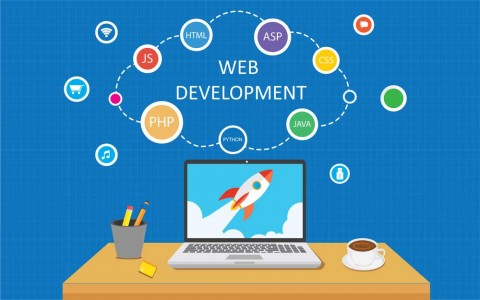 HTML
ASP
JS
CSS
WEB
DEVELOPMENT
PHP
JAVA
PYTHON